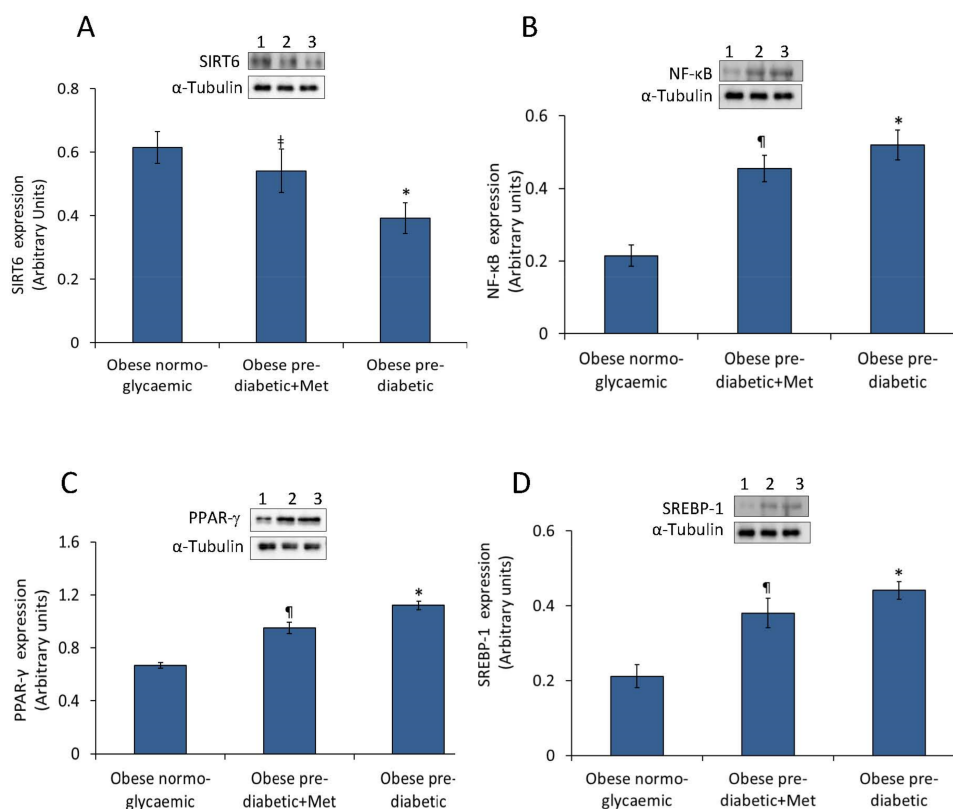 A
1 2 3
SIRT6
α-Tubulin
SIRT6 expression
(Arbitrary Units)
0.8
0.6
0.4
0.2
0
ǂ
*
Obese normo-
glycaemic
Obese pre-
diabetic+Met
Obese pre-
diabetic
B
1 2 3
NF-κB
α-Tubulin
NF-κB expression
(Arbitrary units)
0.6
0.4
0.2
0
¶
*
Obese normo-
glycaemic
Obese pre-
diabetic+Met
Obese pre-
diabetic
C
1 2 3
PPAR-γ
α-Tubulin
PPAR-γ expression
(Arbitrary units)
1.6
1.2
0.8
0.4
0
¶
*
Obese normo-
glycaemic
Obese pre-
diabetic+Met
Obese pre-
diabetic
D
1 2 3
SREBP-1
α-Tubulin
SREBP-1 expression
(Arbitrary units)
0.6
0.4
0.2
0
¶
*
Obese normo-
glycaemic
Obese pre-
diabetic+Met
Obese pre-
diabetic